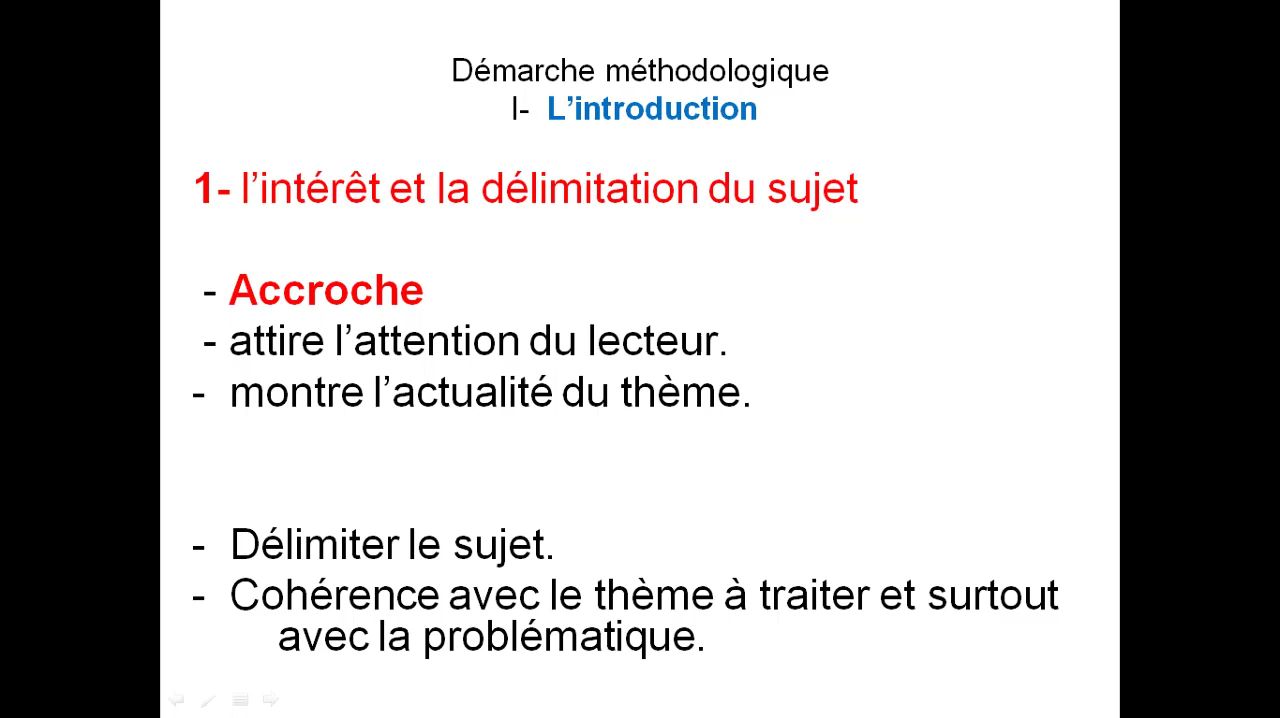 Démarche méthodologique
I- L’introduction
1- l’intérêt et la délimitation du sujet
- Accroche
- attire l’attention du lecteur.
- montre l’actualité du thème.
- Délimiter le sujet.
- Cohérence avec le thème à traiter et surtout
avec la problématique.